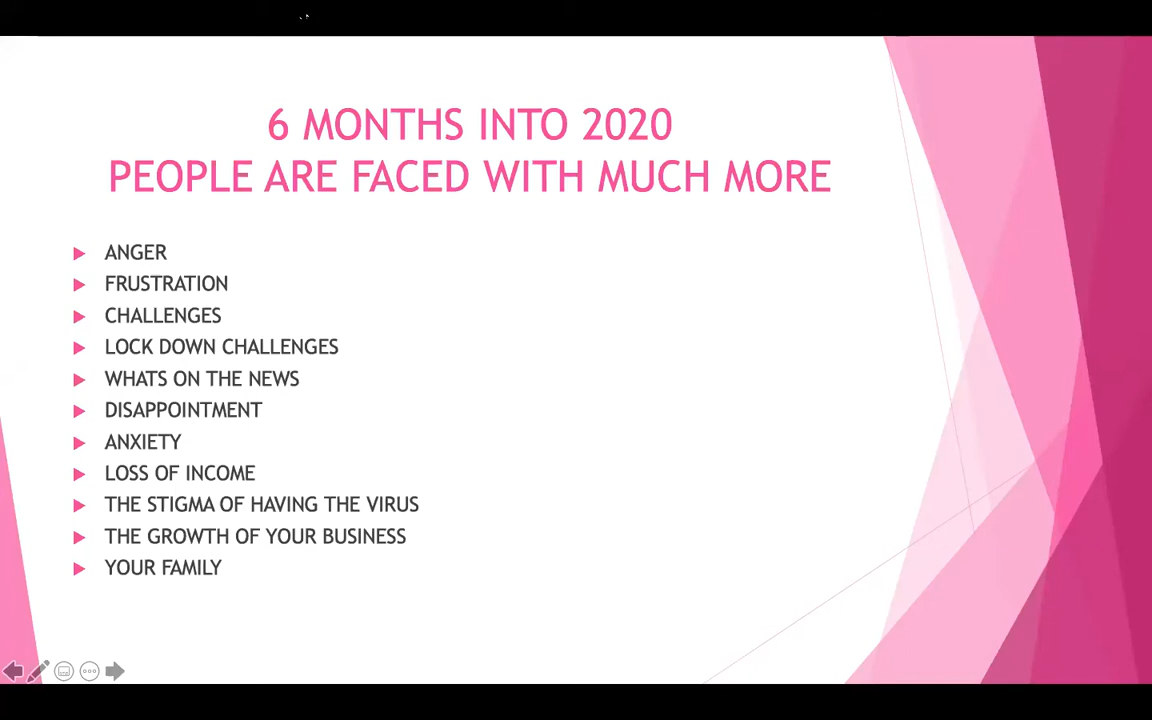 6 MONTHS INTO 2020
PEOPLE ARE FACED WITH MUCH MORE
ANGER
FRUSTRATION
CHALLENGES
LOCK DOWN CHALLENGES
WHATS ON THE NEWS
DISAPPOINTMENT
ANXIETY
LOSS OF INCOME
THE STIGMA OF HAVING THE VIRUS
THE GROWTH OF YOUR BUSINESS
YOUR FAMILY